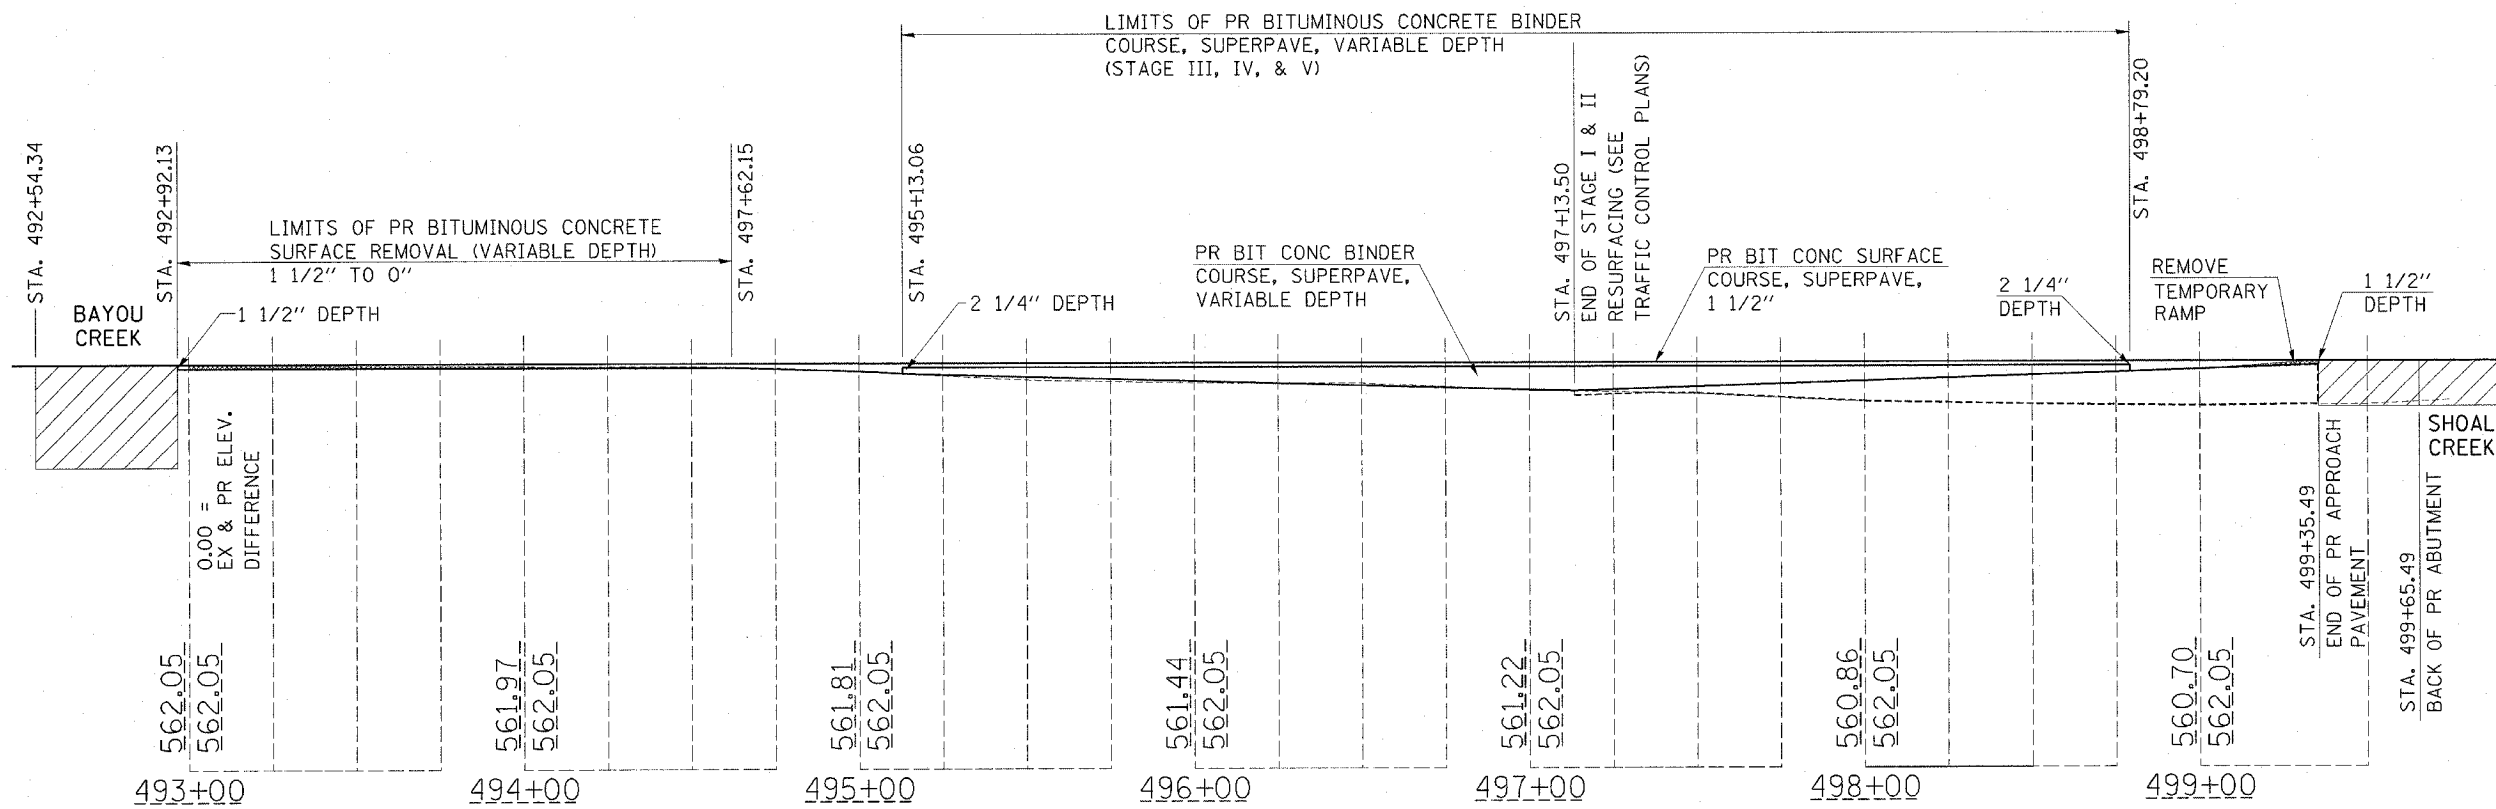 LIMITS OF PR BITUMINOUS CONCRETE BINDER
COURSE, SUPERPAVE, VARIABLE DEPTH
(STAGE III, IV, & V)
STA. 492+54.34
STA. 492+92.13
LIMITS OF PR BITUMINOUS CONCRETE
SURFACE REMOVAL (VARIABLE DEPTH)
1 1/2" TO 0"
STA. 497+62.15
STA. 495+13.06
STA. 497+13.50
END OF STAGE I & II
RESURFACING (SEE
TRAFFIC CONTROL PLANS)
STA. 498+79.20
BAYOU
CREEK
1 1/2" DEPTH
2 1/4" DEPTH
PR BIT CONC BINDER
COURSE, SUPERPAVE,
VARIABLE DEPTH
PR BIT CONC SURFACE
COURSE, SUPERPAVE,
1 1/2"
2 1/4"
DEPTH
REMOVE
TEMPORARY
RAMP
1 1/2"
DEPTH
SHOAL
CREEK
0.00 =
EX & PR ELEV.
DIFFERENCE
STA. 499+35.49
END OF PR APPROACH
PAVEMENT
STA. 499+65.49
BACK OF PR ABUTMENT
562.05
562.05
561.97
562.05
561.81
562.05
561.44
562.05
561.22
562.05
560.86
562.05
560.70
562.05
493+00
494+00
495+00
496+00
497+00
498+00
499+00